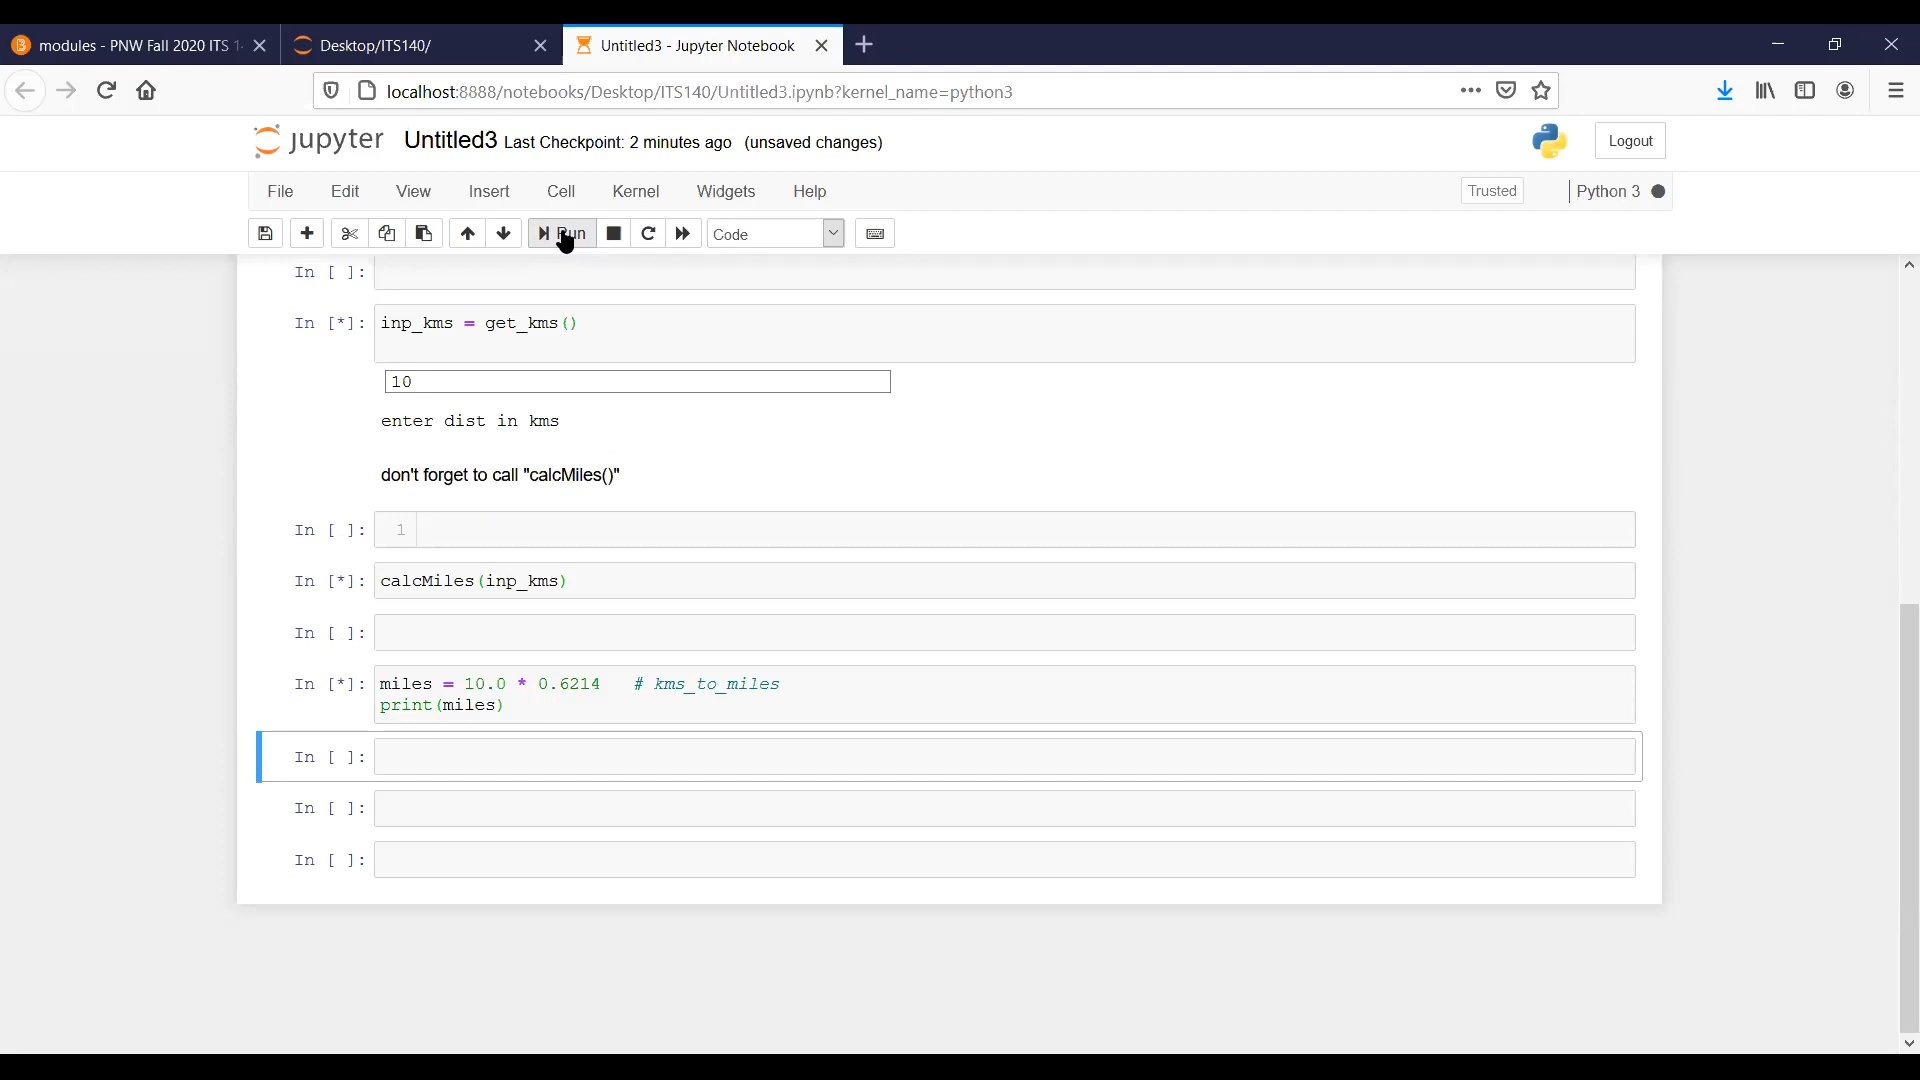 modules - PNW Fall 2020 ITS 1
Desktop/ITS140/
Untitled3 - Jupyter Notebook
localhost:8888/notebooks/Desktop/ITS140/Untitled3.ipynb?kernel_name=python3
jupyter Untitled3 Last Checkpoint: 2 minutes ago (unsaved changes)
Logout
File Edit View Insert Cell Kernel Widgets Help
Trusted
Python 3
Run
Code
In [ ]:
In [*]: inp_kms = get_kms()
10
enter dist in kms
don't forget to call "calcMiles()"
In [ ]: 1
In [*]: calcMiles(inp_kms)
In [ ]:
In [*]: miles = 10.0 * 0.6214 # kms_to_miles
print(miles)
In [ ]:
In [ ]:
In [ ]: